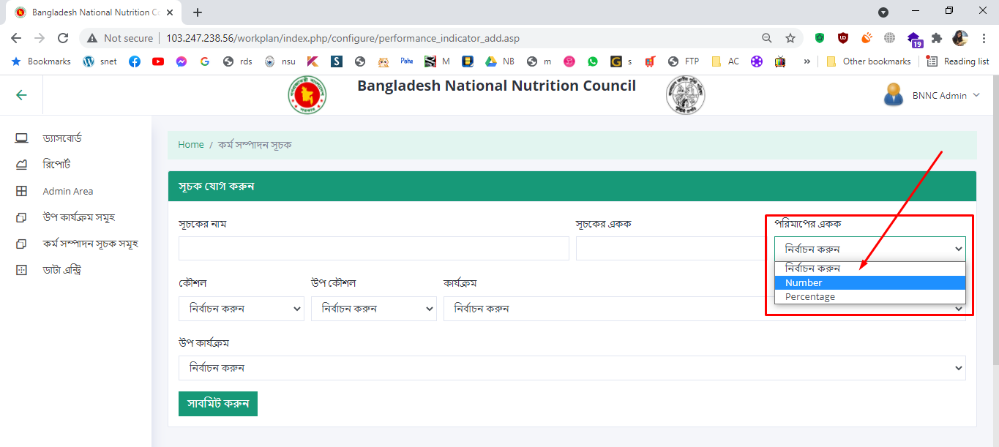 Bangladesh National Nutrition Co
Not secure
103.247.238.56/workplan/index.php/configure/performance_indicator_add.asp
19
Bookmarks
snet
rds
nsu
S
Pathe
M
NB
m
G s
FTP
AC
»
Other bookmarks
Reading list
Bangladesh National Nutrition Council
BNNC Admin
ড্যাসবোর্ড
রিপোর্ট
Admin Area
উপ কার্যক্রম সমূহ
কর্ম সম্পাদন সূচক সমূহ
ডাটা এন্ট্রি
Home / কর্ম সম্পাদন সূচক
সূচক যোগ করুন
সূচকের নাম
সূচকের একক
পরিমাপের একক
নির্বাচন করুন
নির্বাচন করুন
Number
Percentage
কৌশল
উপ কৌশল
কার্যক্রম
নির্বাচন করুন
নির্বাচন করুন
নির্বাচন করুন
উপ কার্যক্রম
নির্বাচন করুন
সাবমিট করুন